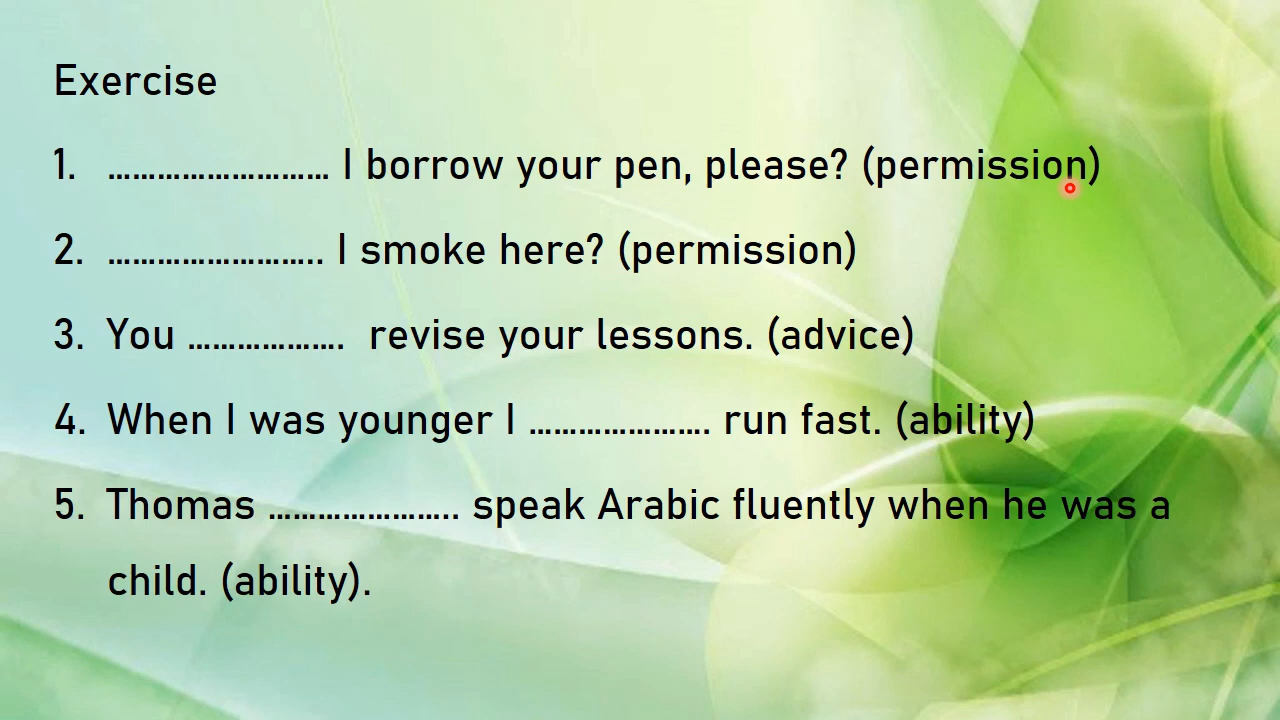 Exercise
1. ........................... I borrow your pen, please? (permission)
2. .......................... I smoke here? (permission)
3. You ................... revise your lessons. (advice)
4. When I was younger I ...................... run fast. (ability)
5. Thomas ....................... speak Arabic fluently when he was a
child. (ability).